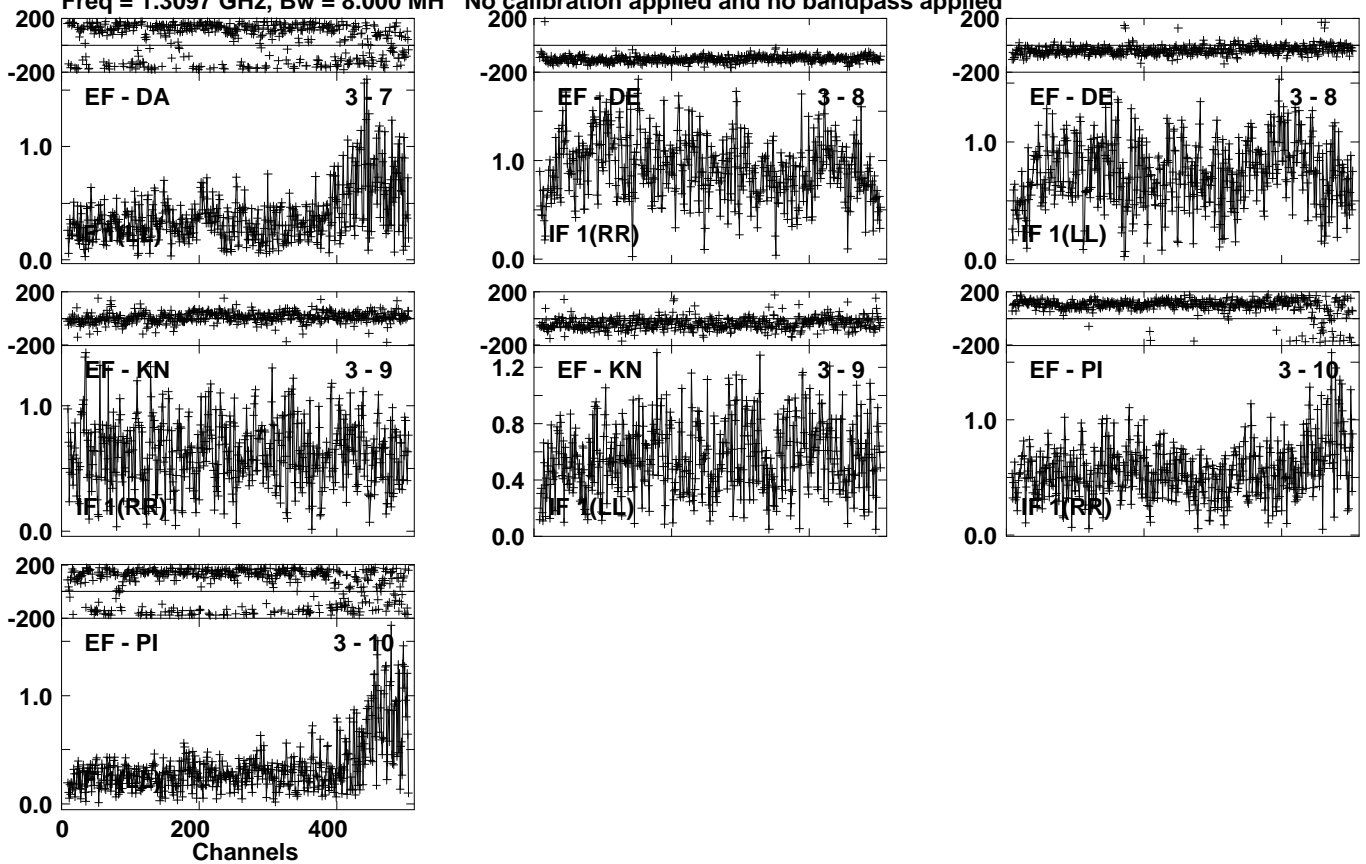 Freq = 1.3097 GHz, Bw = 8.000 MH No calibration applied and no bandpass applied
200
-200
EF - DA 3 - 7
1.0
IF 1(LL)
0.0
200
-200
EF - DE 3 - 8
1.0
IF 1(RR)
0.0
200
-200
EF - DE 3 - 8
1.0
IF 1(LL)
0.0
200
-200
EF - KN 3 - 9
1.0
IF 1(RR)
0.0
200
-200
1.2
EF - KN 3 - 9
0.8
0.4
IF 1(LL)
0.0
200
-200
EF - PI 3 - 10
1.0
IF 1(RR)
0.0
200
-200
EF - PI 3 - 10
1.0
0.0
0 200 400
Channels